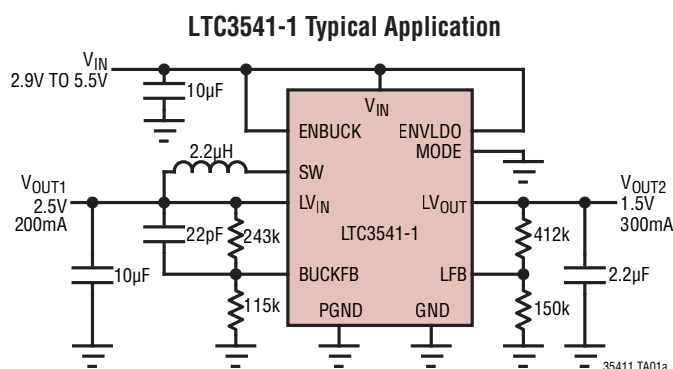 LTC3541-1 Typical Application
VIN
2.9V TO 5.5V
10µF
VIN
ENBUCK
ENVLDO
MODE
2.2µH
SW
VOUT1
2.5V
200mA
LVIN
LVOUT
VOUT2
1.5V
300mA
22pF
243k
LTC3541-1
412k
10µF
BUCKFB
LFB
2.2µF
115k
150k
PGND
GND
35411 TA01a